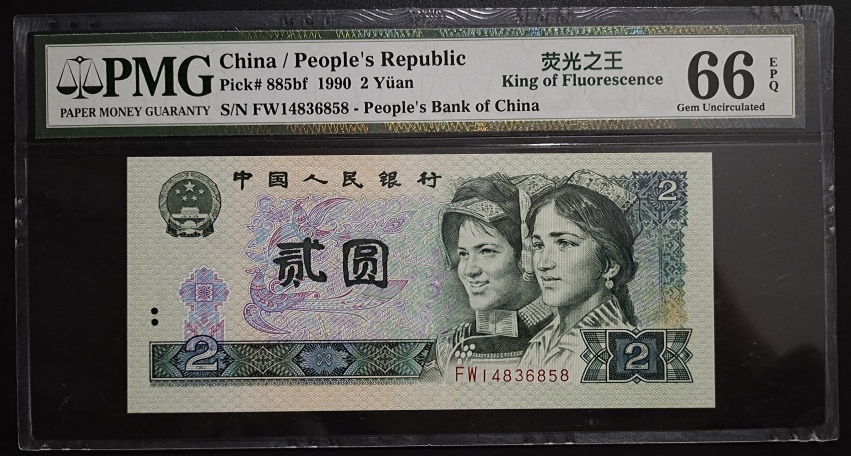 PMG
PAPER MONEY GUARANTY
China / People's Republic
Pick# 885bf 1990 2 Yüan
S/N FW14836858 - People's Bank of China
荧光之王
King of Fluorescence
66
EPQ
Gem Uncirculated
中国人民银行
2
贰圆
2
FW14836858
2